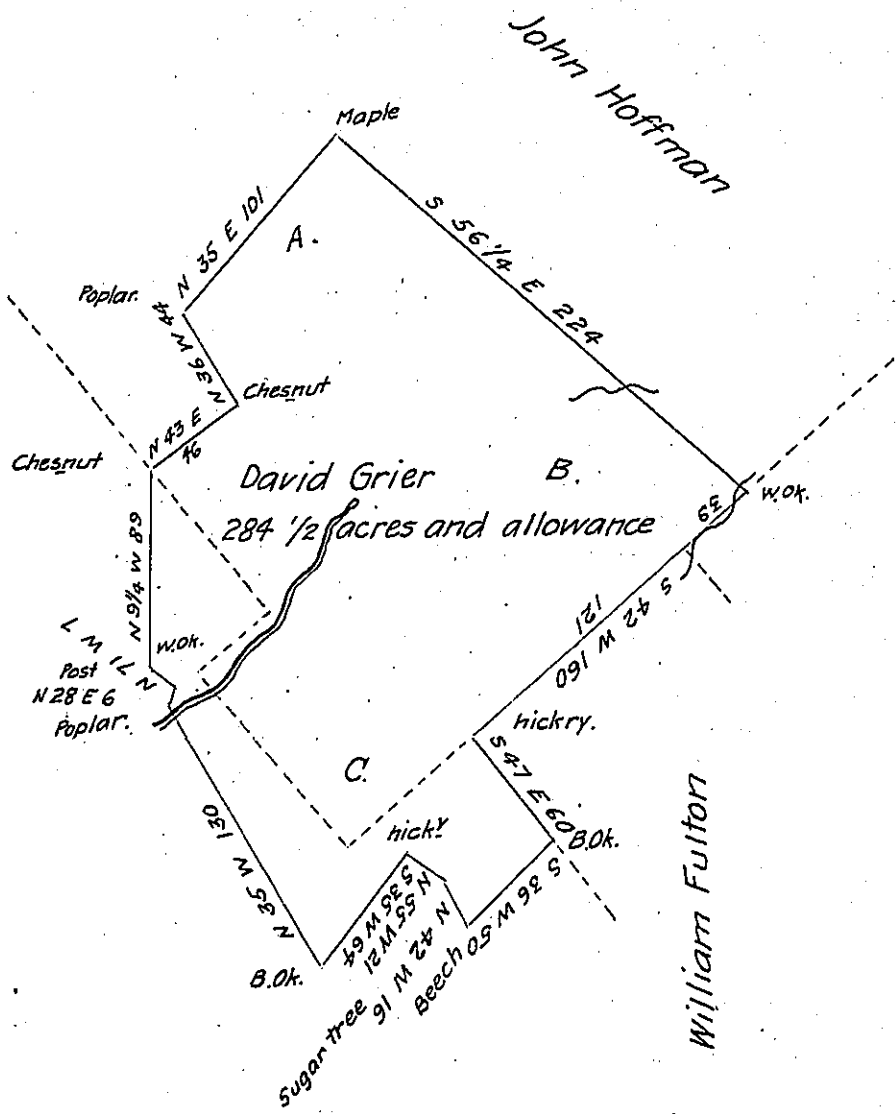 John Hoffman
Maple
S 56 1/4 E 224
N 35 E 101
A.
Poplar.
N 36 W 44
Chesnut
N 43 E
46
Chesnut
David Grier
B.
284 1/2 acres and allowance
W.Ok.
39
N 9 1/4 W 89
S 42 W 160
121
W.Ok.
N 71 W 7
Post
N 28 E 6
Poplar.
hickry.
C.
S 47 E 60
N 35 W 130
hicky
B.Ok.
S 35 W 64
N 55 W 21
N 42 W 16
S 36 W 50
Beech
B.Ok.
Sugar tree
William Fulton